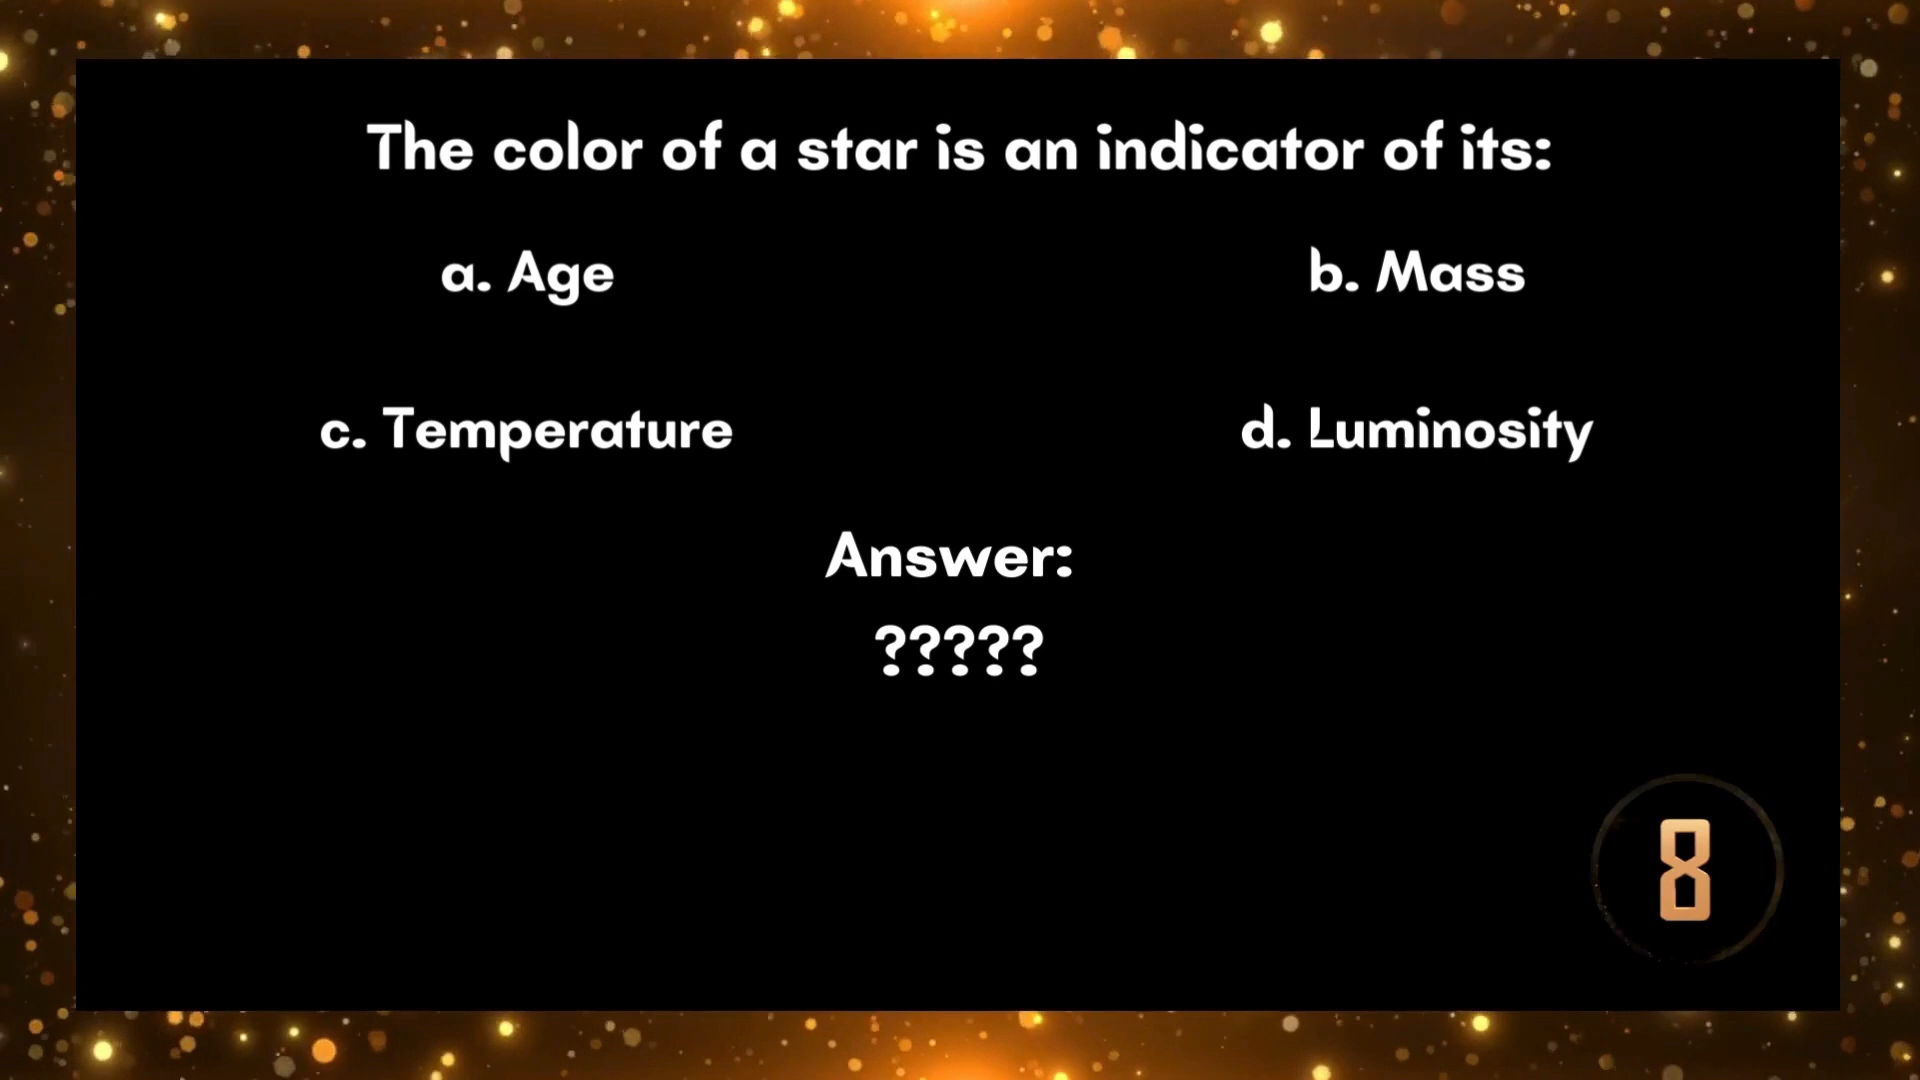 The color of a star is an indicator of its:
a. Age
b. Mass
c. Temperature
d. Luminosity
Answer:
?????
8